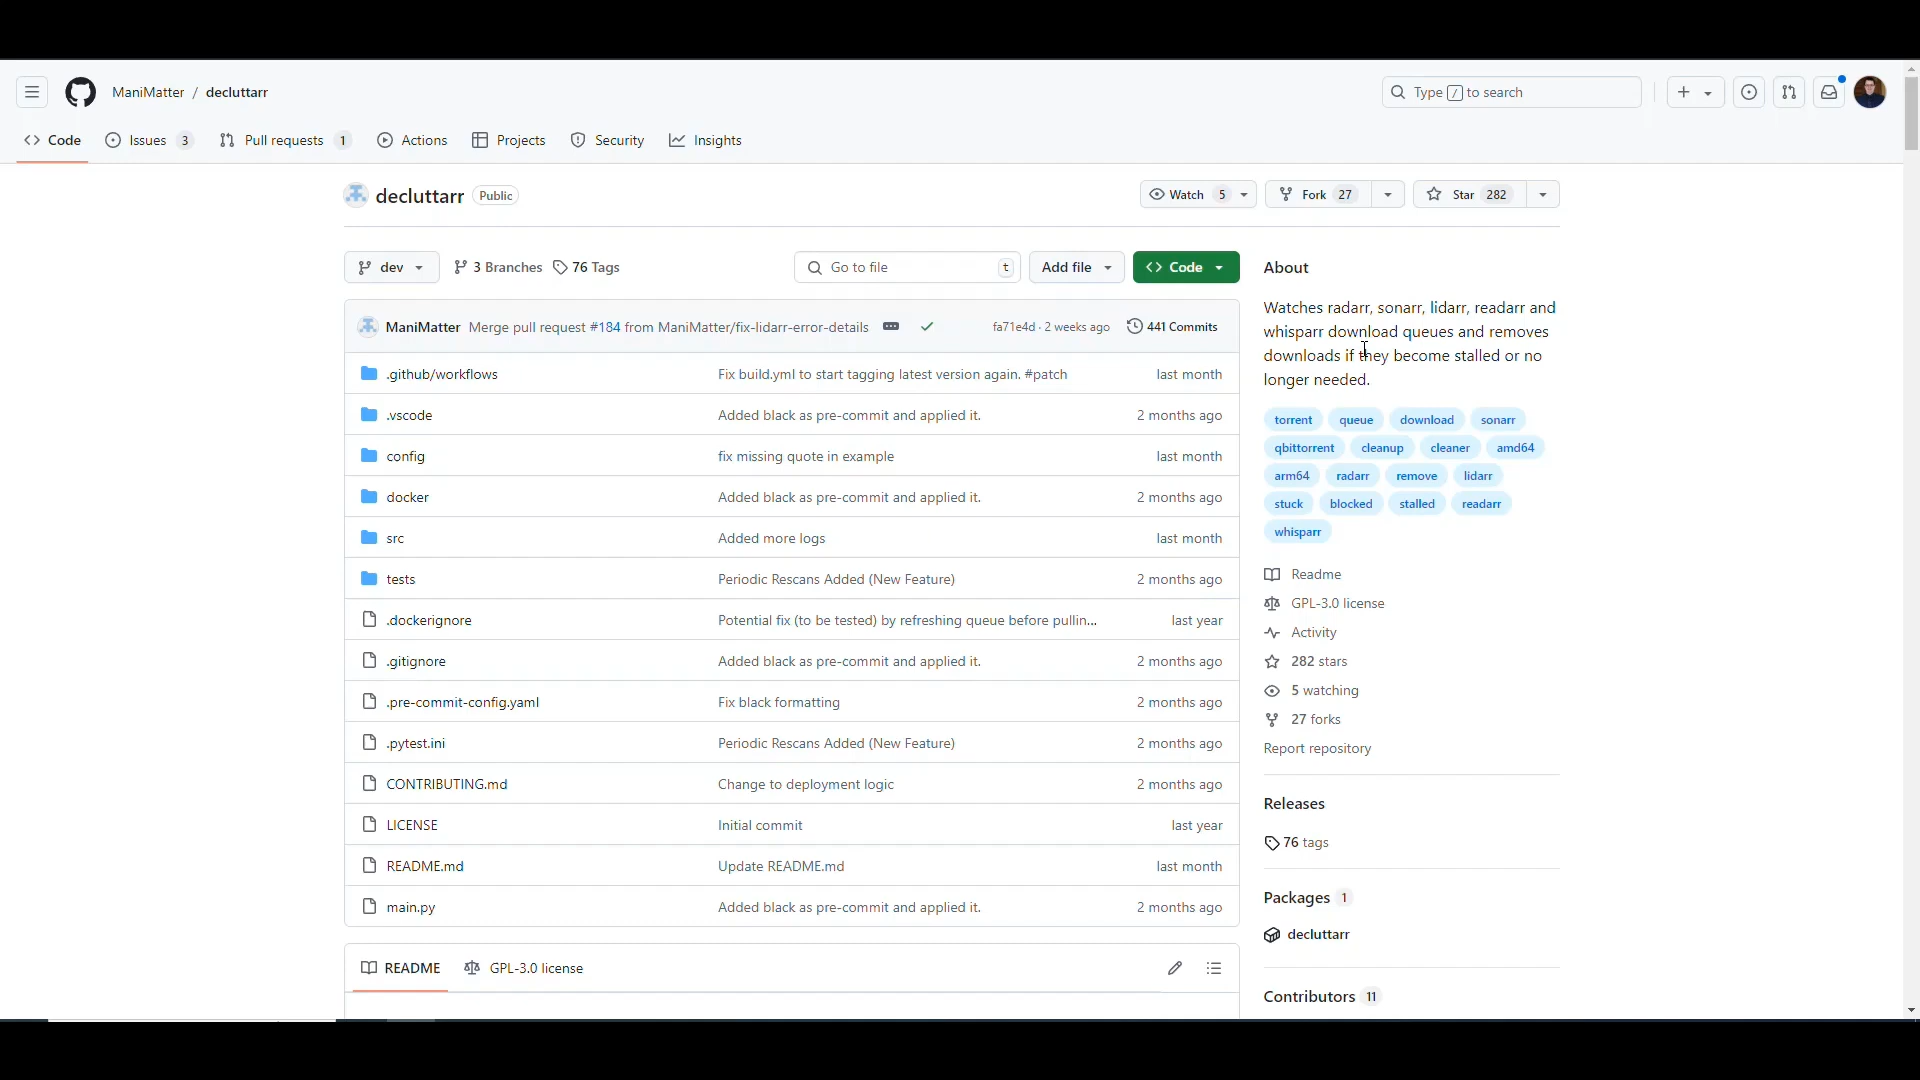 ManiMatter / decluttarr
Type / to search
Code
Issues 3
Pull requests 1
Actions
Projects
Security
Insights
decluttarr Public
Watch 5
Fork 27
Star 282
dev
3 Branches
76 Tags
Go to file t
Add file
Code
ManiMatter Merge pull request #184 from ManiMatter/fix-lidarr-error-details
fa71e4d · 2 weeks ago
441 Commits
.github/workflows Fix build.yml to start tagging latest version again. #patch last month
.vscode Added black as pre-commit and applied it. 2 months ago
config fix missing quote in example last month
docker Added black as pre-commit and applied it. 2 months ago
src Added more logs last month
tests Periodic Rescans Added (New Feature) 2 months ago
.dockerignore Potential fix (to be tested) by refreshing queue before pullin... last year
.gitignore Added black as pre-commit and applied it. 2 months ago
.pre-commit-config.yaml Fix black formatting 2 months ago
.pytest.ini Periodic Rescans Added (New Feature) 2 months ago
CONTRIBUTING.md Change to deployment logic 2 months ago
LICENSE Initial commit last year
README.md Update README.md last month
main.py Added black as pre-commit and applied it. 2 months ago
README
GPL-3.0 license
About
Watches radarr, sonarr, lidarr, readarr and
whisparr download queues and removes
downloads if they become stalled or no
longer needed.
torrent queue download sonarr
qbittorrent cleanup cleaner amd64
arm64 radarr remove lidarr
stuck blocked stalled readarr
whisparr
Readme
GPL-3.0 license
Activity
282 stars
5 watching
27 forks
Report repository
Releases
76 tags
Packages 1
decluttarr
Contributors 11